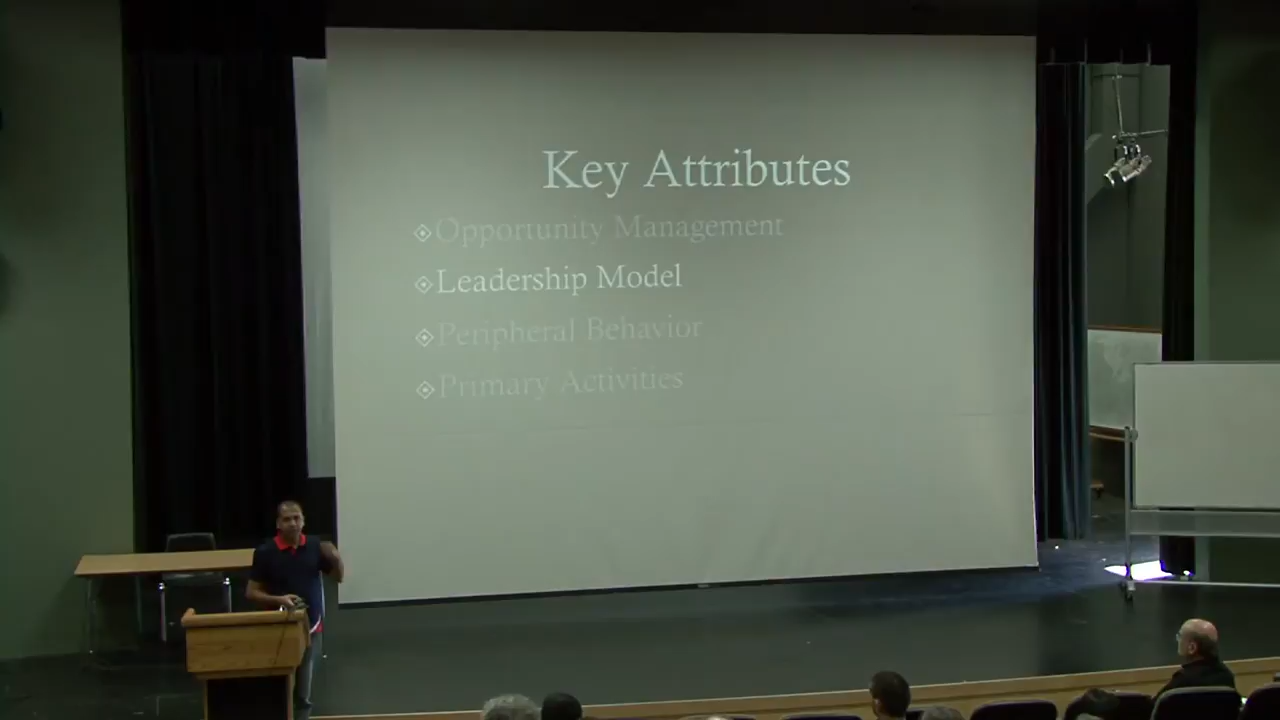 Key Attributes
Opportunity Management
Leadership Model
Peripheral Behavior
Primary Activities